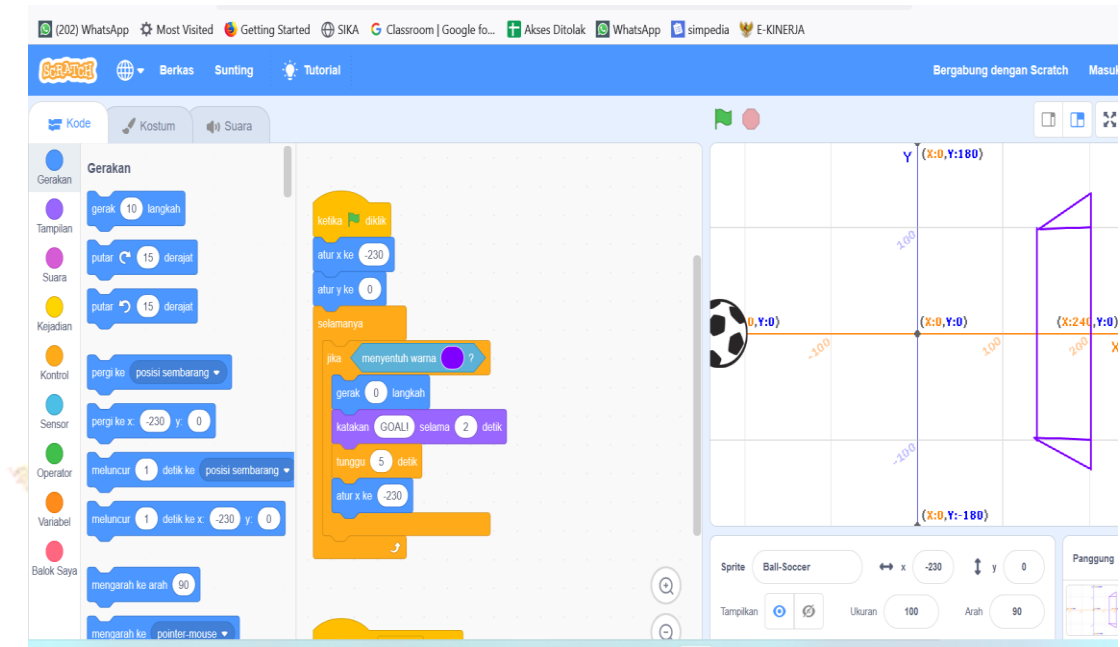 (202) WhatsApp Most Visited Getting Started SIKA Classroom | Google fo... Akses Ditolak WhatsApp simpedia E-KINERJA
SCRATCH Berkas Sunting Tutorial Bergabung dengan Scratch Masuk
Kode Kostum Suara
Gerakan
Tampilan
Suara
Kejadian
Kontrol
Sensor
Operator
Variabel
Balok Saya
Gerakan
gerak 10 langkah
putar 15 derajat
putar 15 derajat
pergi ke posisi sembarang
pergi ke x: -230 y: 0
meluncur 1 detik ke posisi sembarang
meluncur 1 detik ke x: -230 y: 0
mengarah ke arah 90
mengarah ke pointer-mouse
ketika diklik
atur x ke -230
atur y ke 0
selamanya
jika menyentuh warna ?
gerak 0 langkah
katakan GOAL! selama 2 detik
tunggu 5 detik
atur x ke -230
Y (X:0,Y:180)
100
0,Y:0) (X:0,Y:0) (X:240,Y:0)
-100 100 200 X
-100
(X:0,Y:-180)
Sprite Ball-Soccer x -230 y 0
Tampilkan Ukuran 100 Arah 90
Panggung